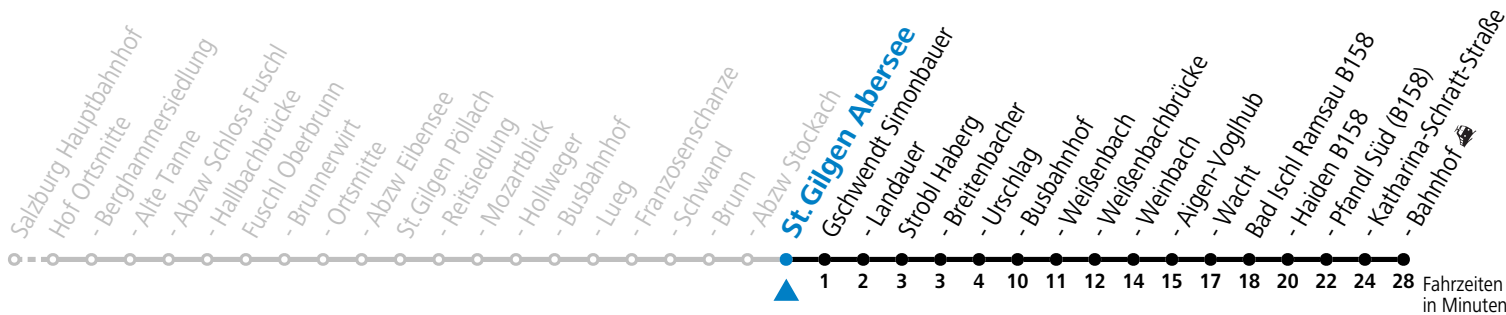 Salzburg Hauptbahnhof
Hof Ortsmitte
- Berghammersiedlung
- Alte Tanne
- Abzw Schloss Fuschl
- Hallbachbrücke
Fuschl Oberbrunn
- Brunnerwirt
- Ortsmitte
- Abzw Eibensee
St.Gilgen Pöllach
- Reitsiedlung
- Mozartblick
- Hollweger
- Busbahnhof
- Lueg
- Franzosenschanze
- Schwand
- Brunn
- Abzw Stockach
St.Gilgen Abersee
Gschwendt Simonbauer
- Landauer
Strobl Haberg
- Breitenbacher
- Urschlag
- Busbahnhof
- Weißenbach
- Weißenbachbrücke
- Weinbach
- Aigen-Voglhub
- Wacht
Bad Ischl Ramsau B158
- Haiden B158
- Pfandl Süd (B158)
- Katharina-Schratt-Straße
- Bahnhof
1 2 3 3 4 10 11 12 14 15 17 18 20 22 24 28 Fahrzeiten
in Minuten